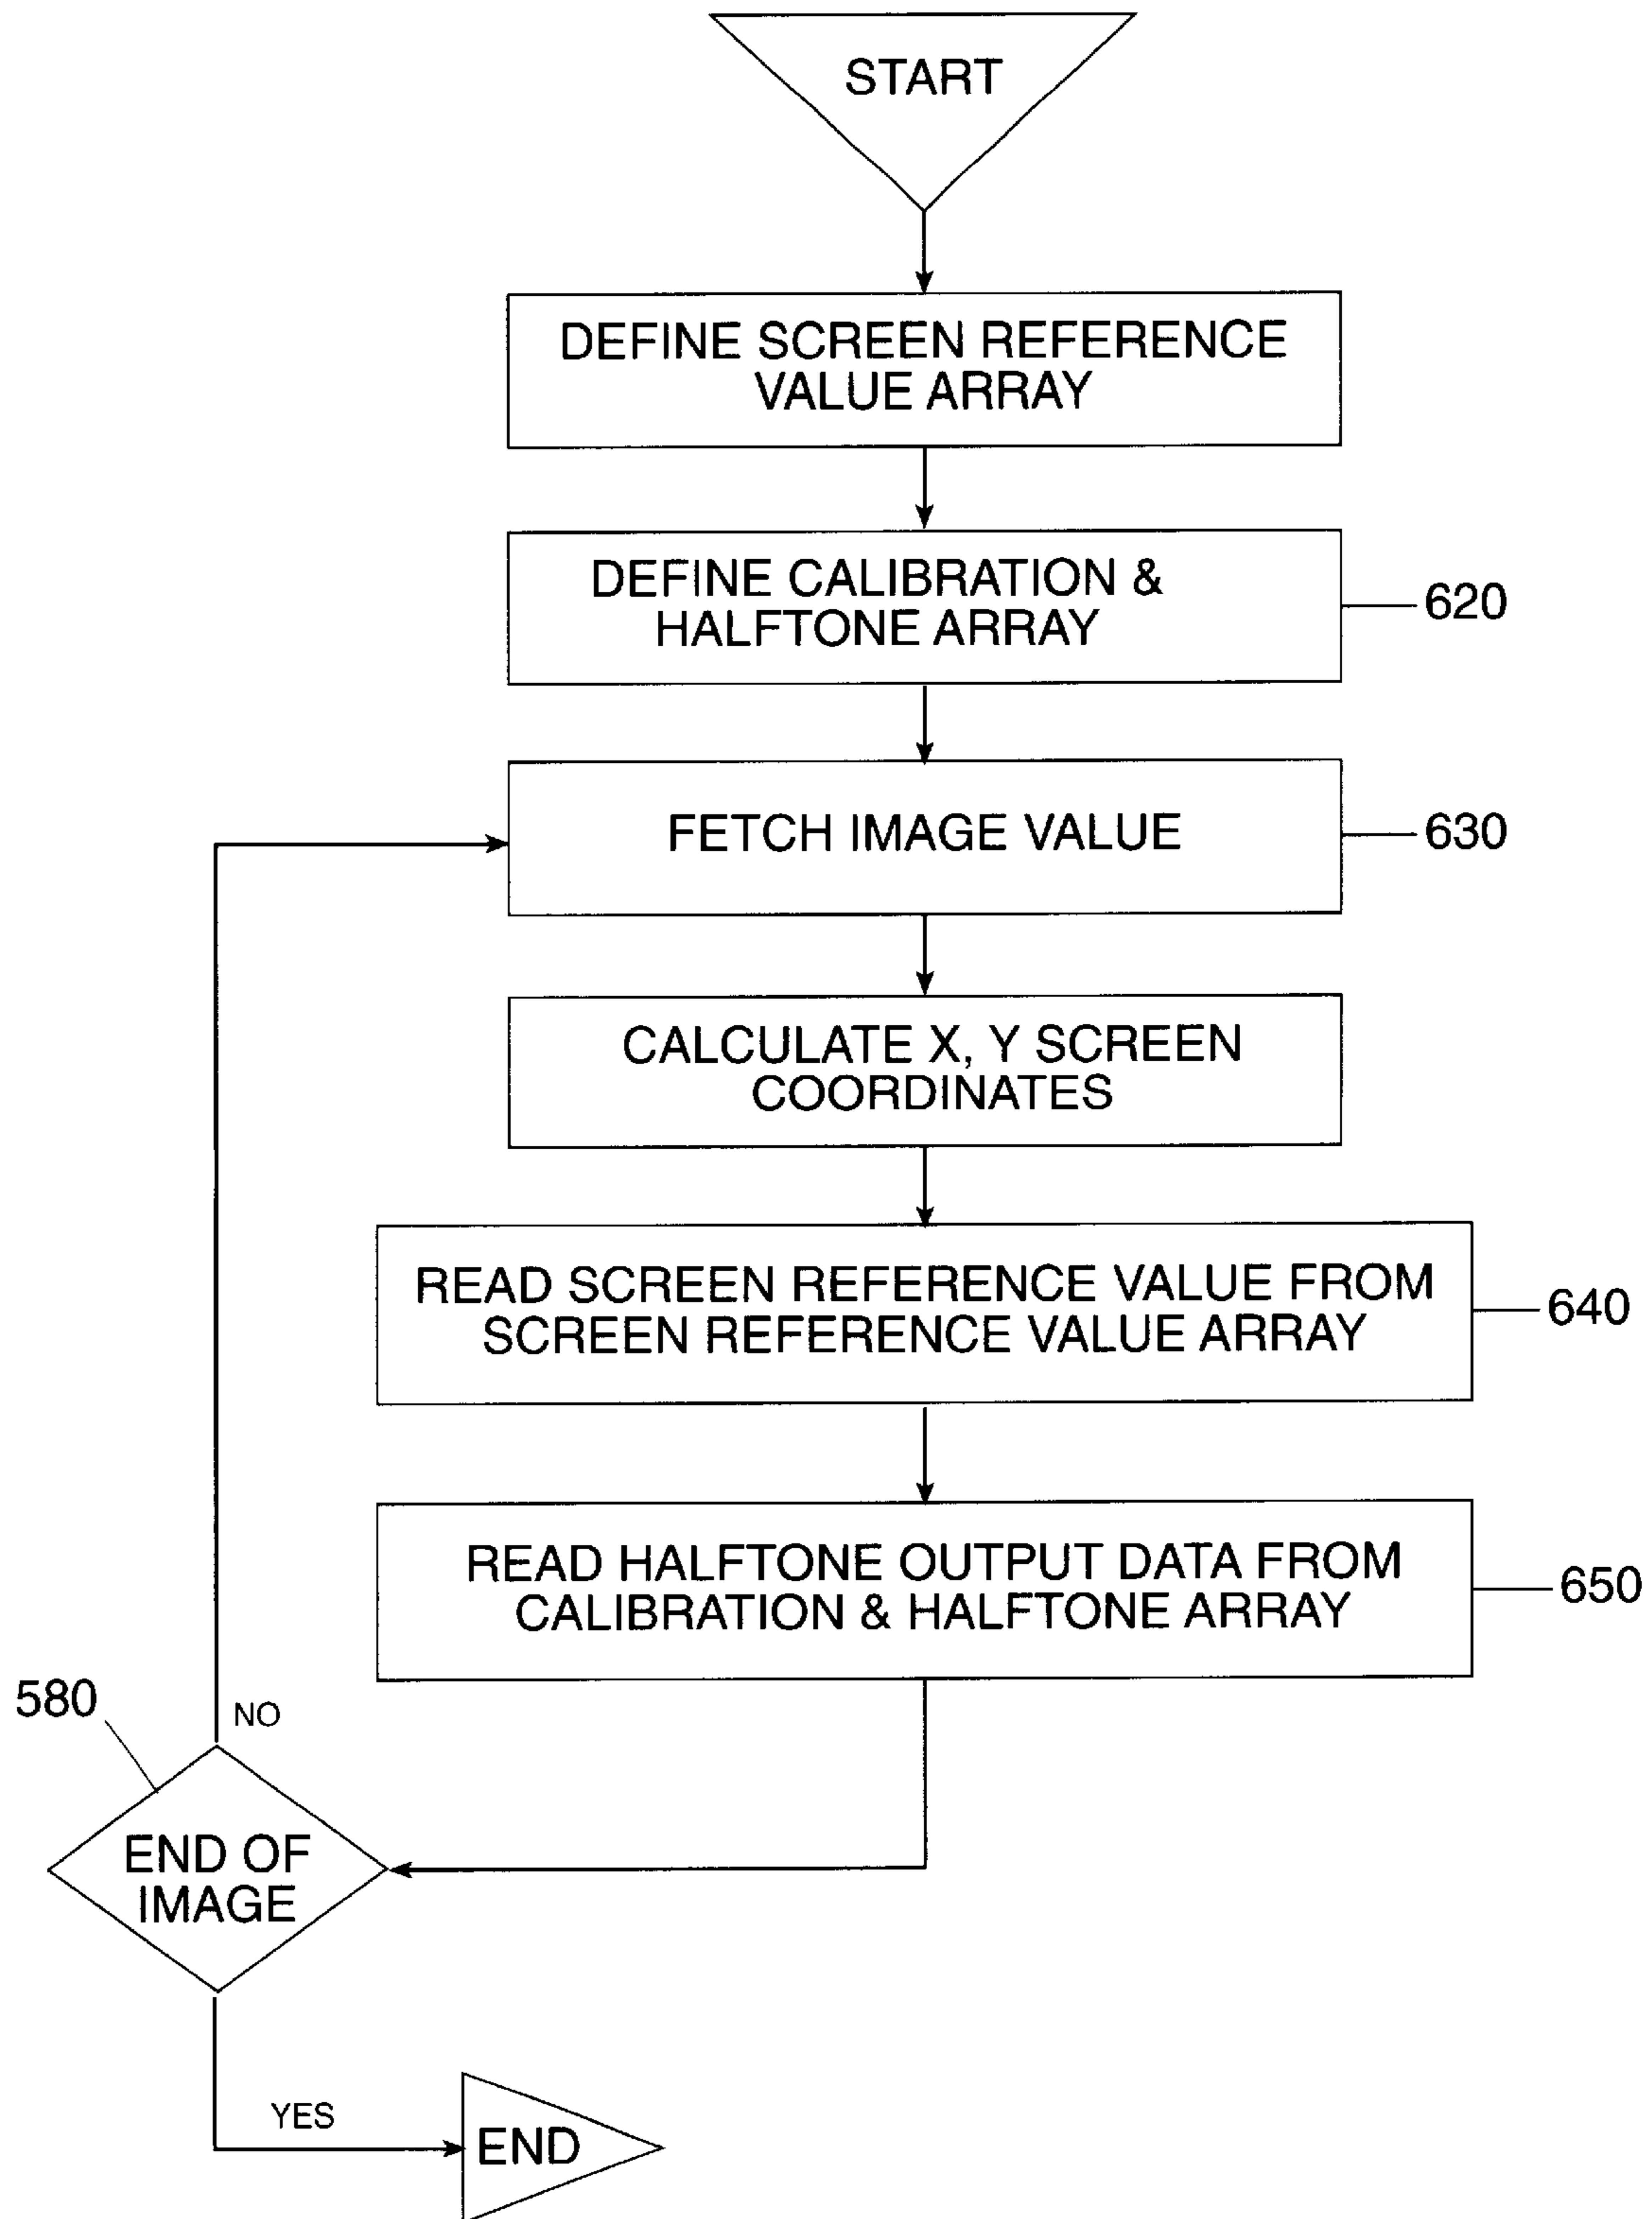 START
DEFINE SCREEN REFERENCE
VALUE ARRAY
DEFINE CALIBRATION &
HALFTONE ARRAY
620
FETCH IMAGE VALUE
630
CALCULATE X, Y SCREEN
COORDINATES
READ SCREEN REFERENCE VALUE FROM
SCREEN REFERENCE VALUE ARRAY
640
READ HALFTONE OUTPUT DATA FROM
CALIBRATION & HALFTONE ARRAY
650
580
NO
END OF
IMAGE
YES
END